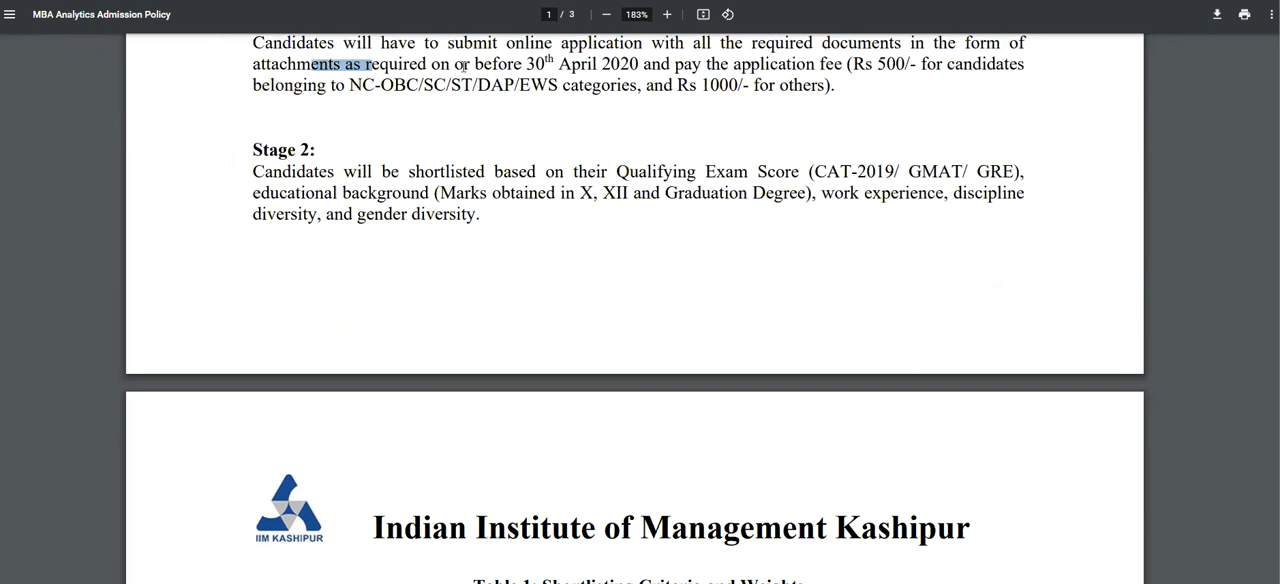 MBA Analytics Admission Policy
1 / 3
183%
Candidates will have to submit online application with all the required documents in the form of
attachments as required on or before 30th April 2020 and pay the application fee (Rs 500/- for candidates
belonging to NC-OBC/SC/ST/DAP/EWS categories, and Rs 1000/- for others).
Stage 2:
Candidates will be shortlisted based on their Qualifying Exam Score (CAT-2019/ GMAT/ GRE),
educational background (Marks obtained in X, XII and Graduation Degree), work experience, discipline
diversity, and gender diversity.
IIM KASHIPUR
Indian Institute of Management Kashipur
Table 1: Shortlisting Criteria and Weights